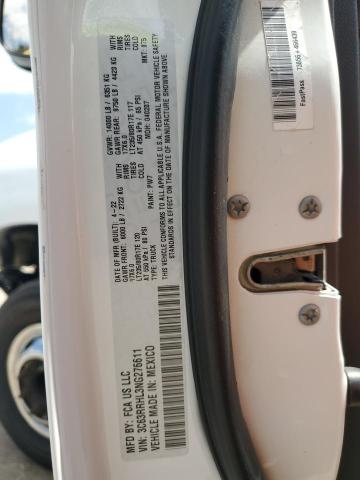 MFD BY: FCA US LLC
VIN: 3C63RRHL3NG276611
VEHICLE MADE IN: MEXICO
DATE OF MFR (BUILT): 4-22
GAWR FRONT: 6000 LB / 2722 KG
17X6.0
LT235/80R17E 120
AT 550 kPa / 80 PSI
TYPE: TRUCK
GVWR: 14000 LB / 6351 KG
GAWR REAR: 9750 LB / 4423 KG
17X6.0
LT235/80R17E 117
AT 450 kPa / 65 PSI
MDH: 040207
WITH
RIMS
TIRES
COLD
PAINT: PW7
WITH
RIMS
TIRES
COLD
MKT:
THIS VEHICLE CONFORMS TO ALL APPLICABLE U.S.A. FEDERAL MOTOR VEHICLE SAFETY
STANDARDS IN EFFECT ON THE DATE OF MANUFACTURE SHOWN ABOVE
FastPass